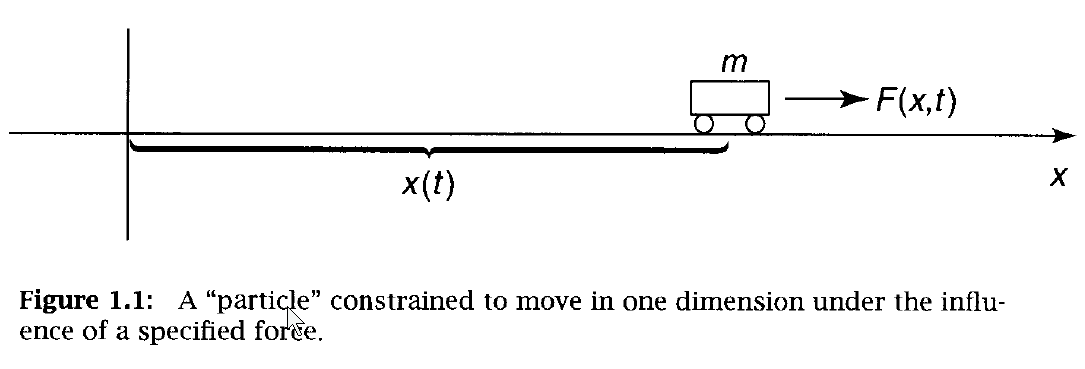 m
F(x,t)
x(t)
x
Figure 1.1: A “particle” constrained to move in one dimension under the influ-
ence of a specified force.